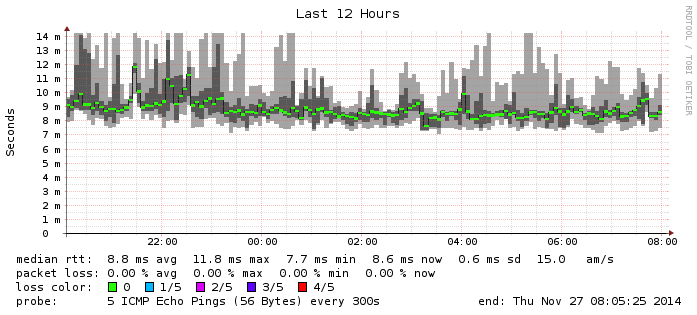 Last 12 Hours
RRDTOOL / TOBI OETIKER
Seconds
14 m
13 m
12 m
11 m
10 m
9 m
8 m
7 m
6 m
5 m
4 m
3 m
2 m
1 m
0
22:00 00:00 02:00 04:00 06:00 08:00
median rtt: 8.8 ms avg 11.8 ms max 7.7 ms min 8.6 ms now 0.6 ms sd 15.0 am/s
packet loss: 0.00 % avg 0.00 % max 0.00 % min 0.00 % now
loss color: 0 1/5 2/5 3/5 4/5
probe: 5 ICMP Echo Pings (56 Bytes) every 300s end: Thu Nov 27 08:05:25 2014